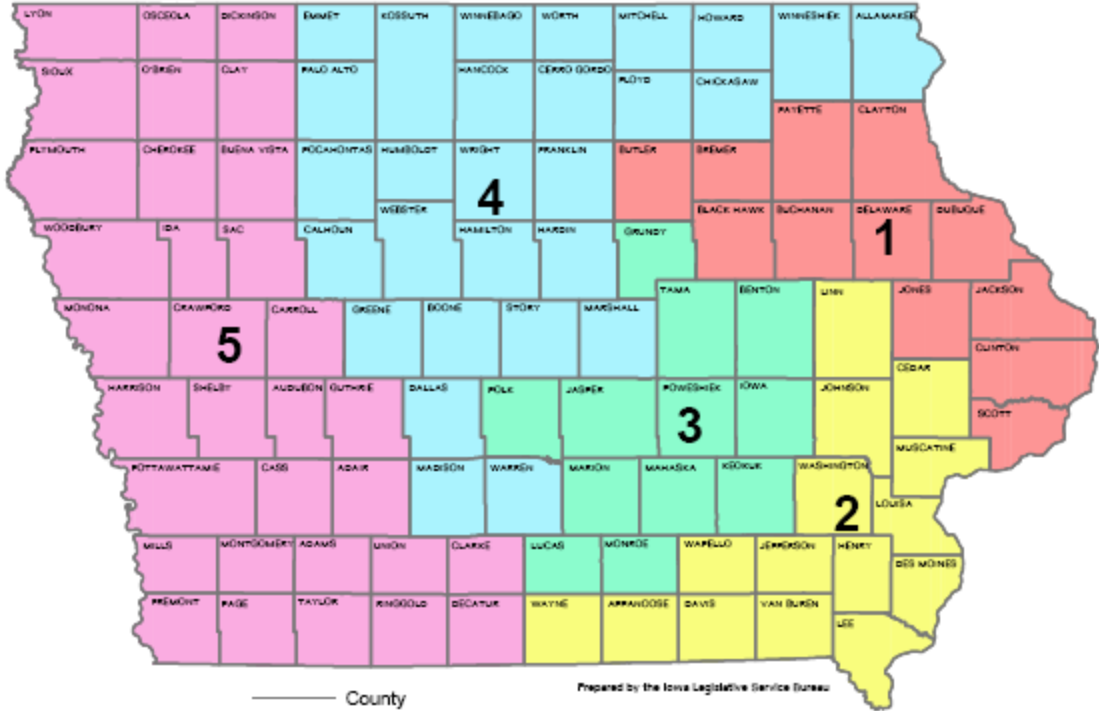 LYON OSCEOLA DICKINSON EMMET KOSSUTH WINNEBAGO WORTH MITCHELL HOWARD WINNESHIEK ALLAMAKEE
SIOUX O'BRIEN CLAY PALO ALTO HANCOCK CERRO GORDO FLOYD CHICKASAW
FAYETTE CLAYTON
PLYMOUTH CHEROKEE BUENA VISTA POCAHONTAS HUMBOLDT WRIGHT FRANKLIN BUTLER BREMER
4
WEBSTER BLACK HAWK BUCHANAN DELAWARE DUBUQUE
1
WOODBURY IDA SAC CALHOUN HAMILTON HARDIN GRUNDY
TAMA BENTON LINN JONES JACKSON
MONONA CRAWFORD CARROLL GREENE BOONE STORY MARSHALL
5
CLINTON
CEDAR
HARRISON SHELBY AUDUBON GUTHRIE DALLAS POLK JASPER POWESHIEK IOWA JOHNSON
3
SCOTT
MUSCATINE
POTTAWATTAMIE CASS ADAIR MADISON WARREN MARION MAHASKA KEOKUK WASHINGTON
2
LOUISA
MILLS MONTGOMERY ADAMS UNION CLARKE LUCAS MONROE WAPELLO JEFFERSON HENRY
DES MOINES
FREMONT PAGE TAYLOR RINGGOLD DECATUR WAYNE APPANOOSE DAVIS VAN BUREN
LEE
Prepared by the Iowa Legislative Service Bureau
County